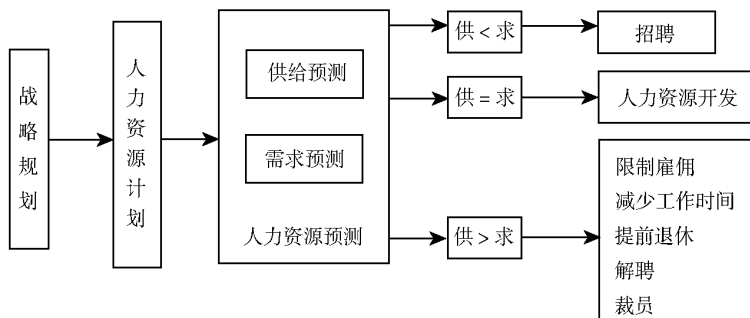 战略规划
人力资源计划
供给预测
需求预测
人力资源预测
供 < 求
招聘
供 = 求
人力资源开发
供 > 求
限制雇佣
减少工作时间
提前退休
解聘
裁员